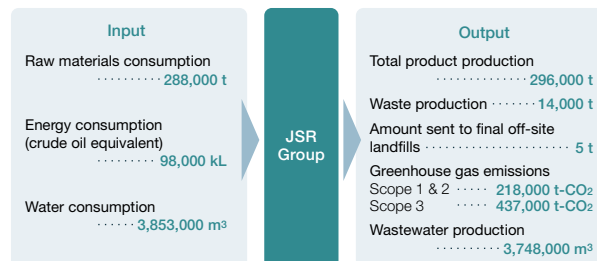 Input
Raw materials consumption
·········· 288,000 t
Energy consumption
(crude oil equivalent)
········· 98,000 kL
Water consumption
······ 3,853,000 m³
JSR
Group
Output
Total product production
·············· 296,000 t
Waste production ······· 14,000 t
Amount sent to final off-site
landfills ······················ 5 t
Greenhouse gas emissions
Scope 1 & 2 ····· 218,000 t-CO₂
Scope 3 ····· 437,000 t-CO₂
Wastewater production
·········· 3,748,000 m³